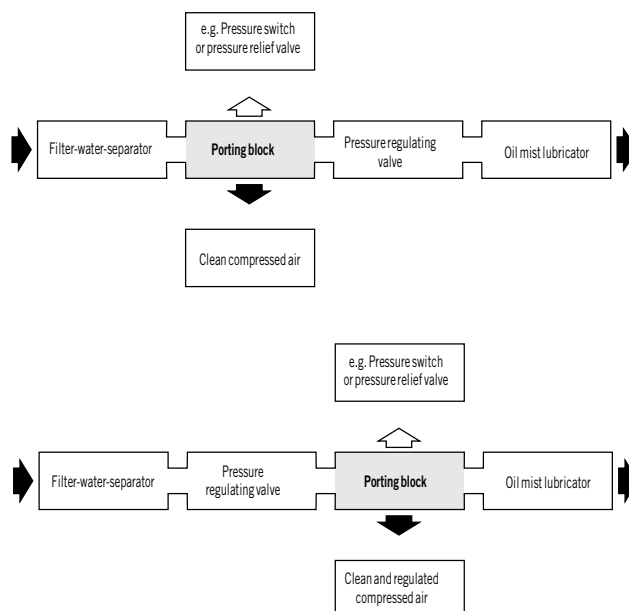 e.g. Pressure switch
or pressure relief valve
Filter-water-separator
Porting block
Pressure regulating
valve
Oil mist lubricator
Clean compressed air
e.g. Pressure switch
or pressure relief valve
Filter-water-separator
Pressure
regulating valve
Porting block
Oil mist lubricator
Clean and regulated
compressed air